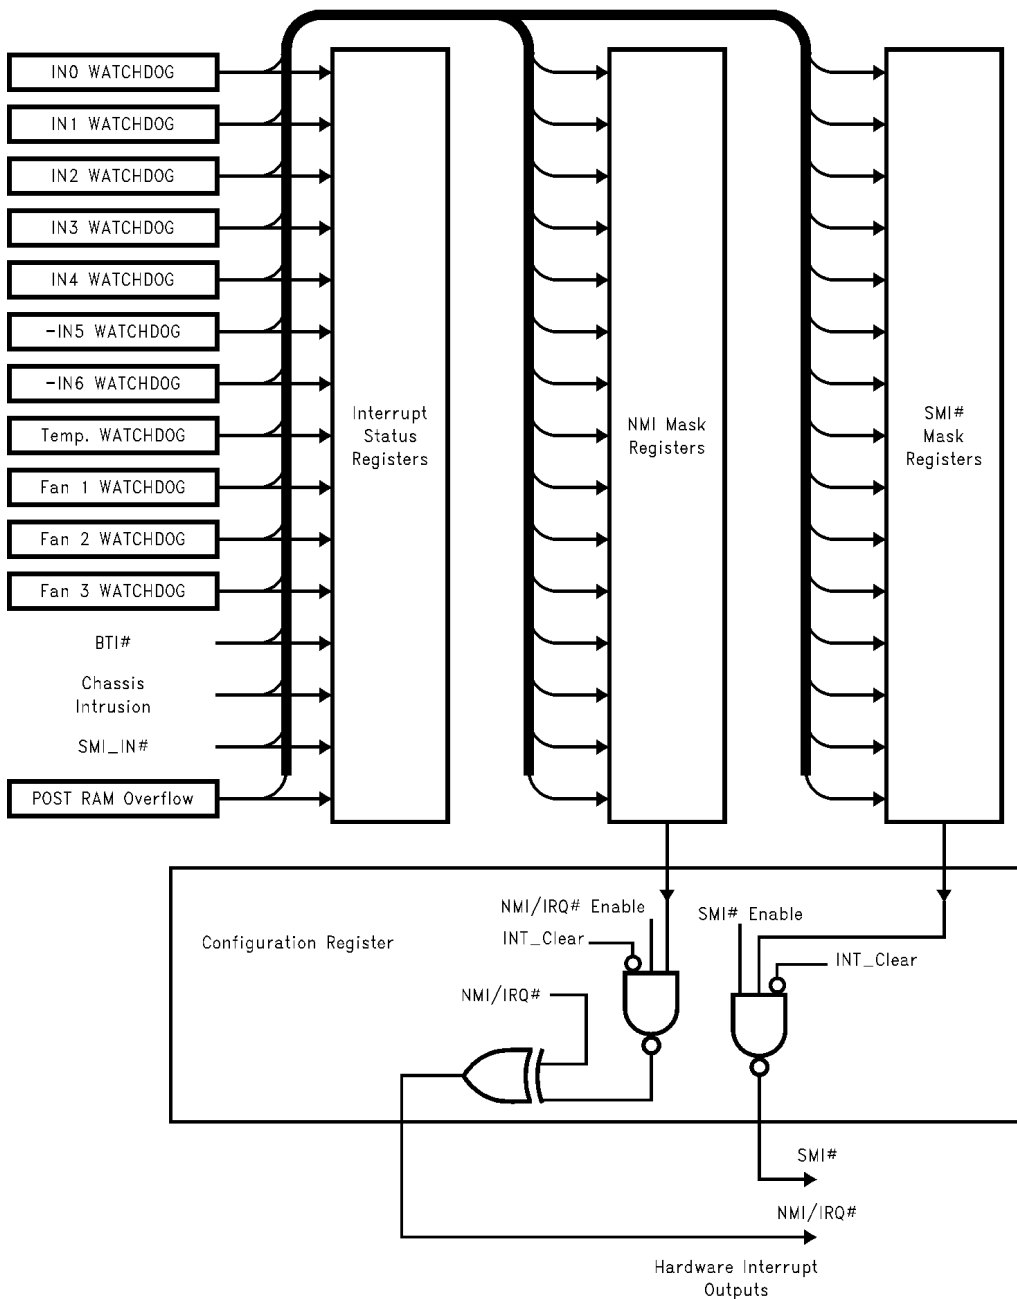 IN0 WATCHDOG
IN1 WATCHDOG
IN2 WATCHDOG
IN3 WATCHDOG
IN4 WATCHDOG
-IN5 WATCHDOG
-IN6 WATCHDOG
Temp. WATCHDOG
Fan 1 WATCHDOG
Fan 2 WATCHDOG
Fan 3 WATCHDOG
BTI#
Chassis
Intrusion
SMI_IN#
POST RAM Overflow
Interrupt
Status
Registers
NMI Mask
Registers
SMI#
Mask
Registers
Configuration Register
NMI/IRQ# Enable
INT_Clear
NMI/IRQ#
SMI# Enable
INT_Clear
SMI#
NMI/IRQ#
Hardware Interrupt
Outputs